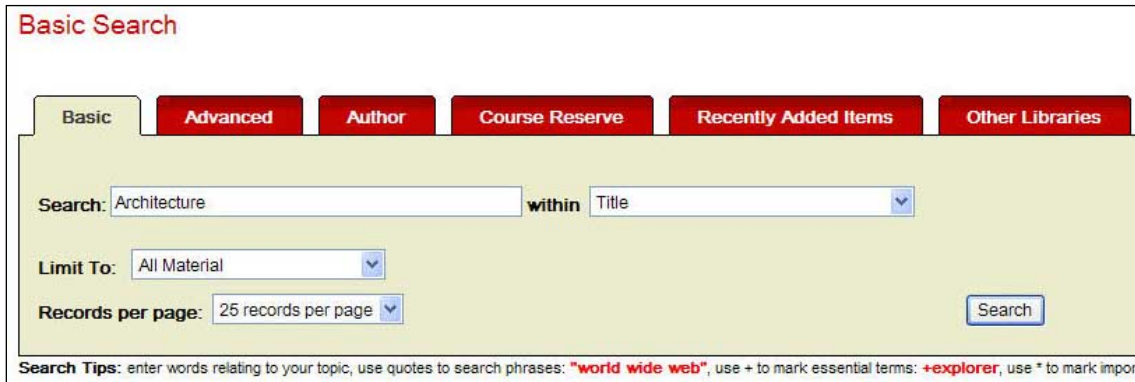 Basic Search
Basic Advanced Author Course Reserve Recently Added Items Other Libraries
Search: Architecture within Title
Limit To: All Material
Records per page: 25 records per page Search
Search Tips: enter words relating to your topic, use quotes to search phrases: "world wide web", use + to mark essential terms: +explorer, use * to mark